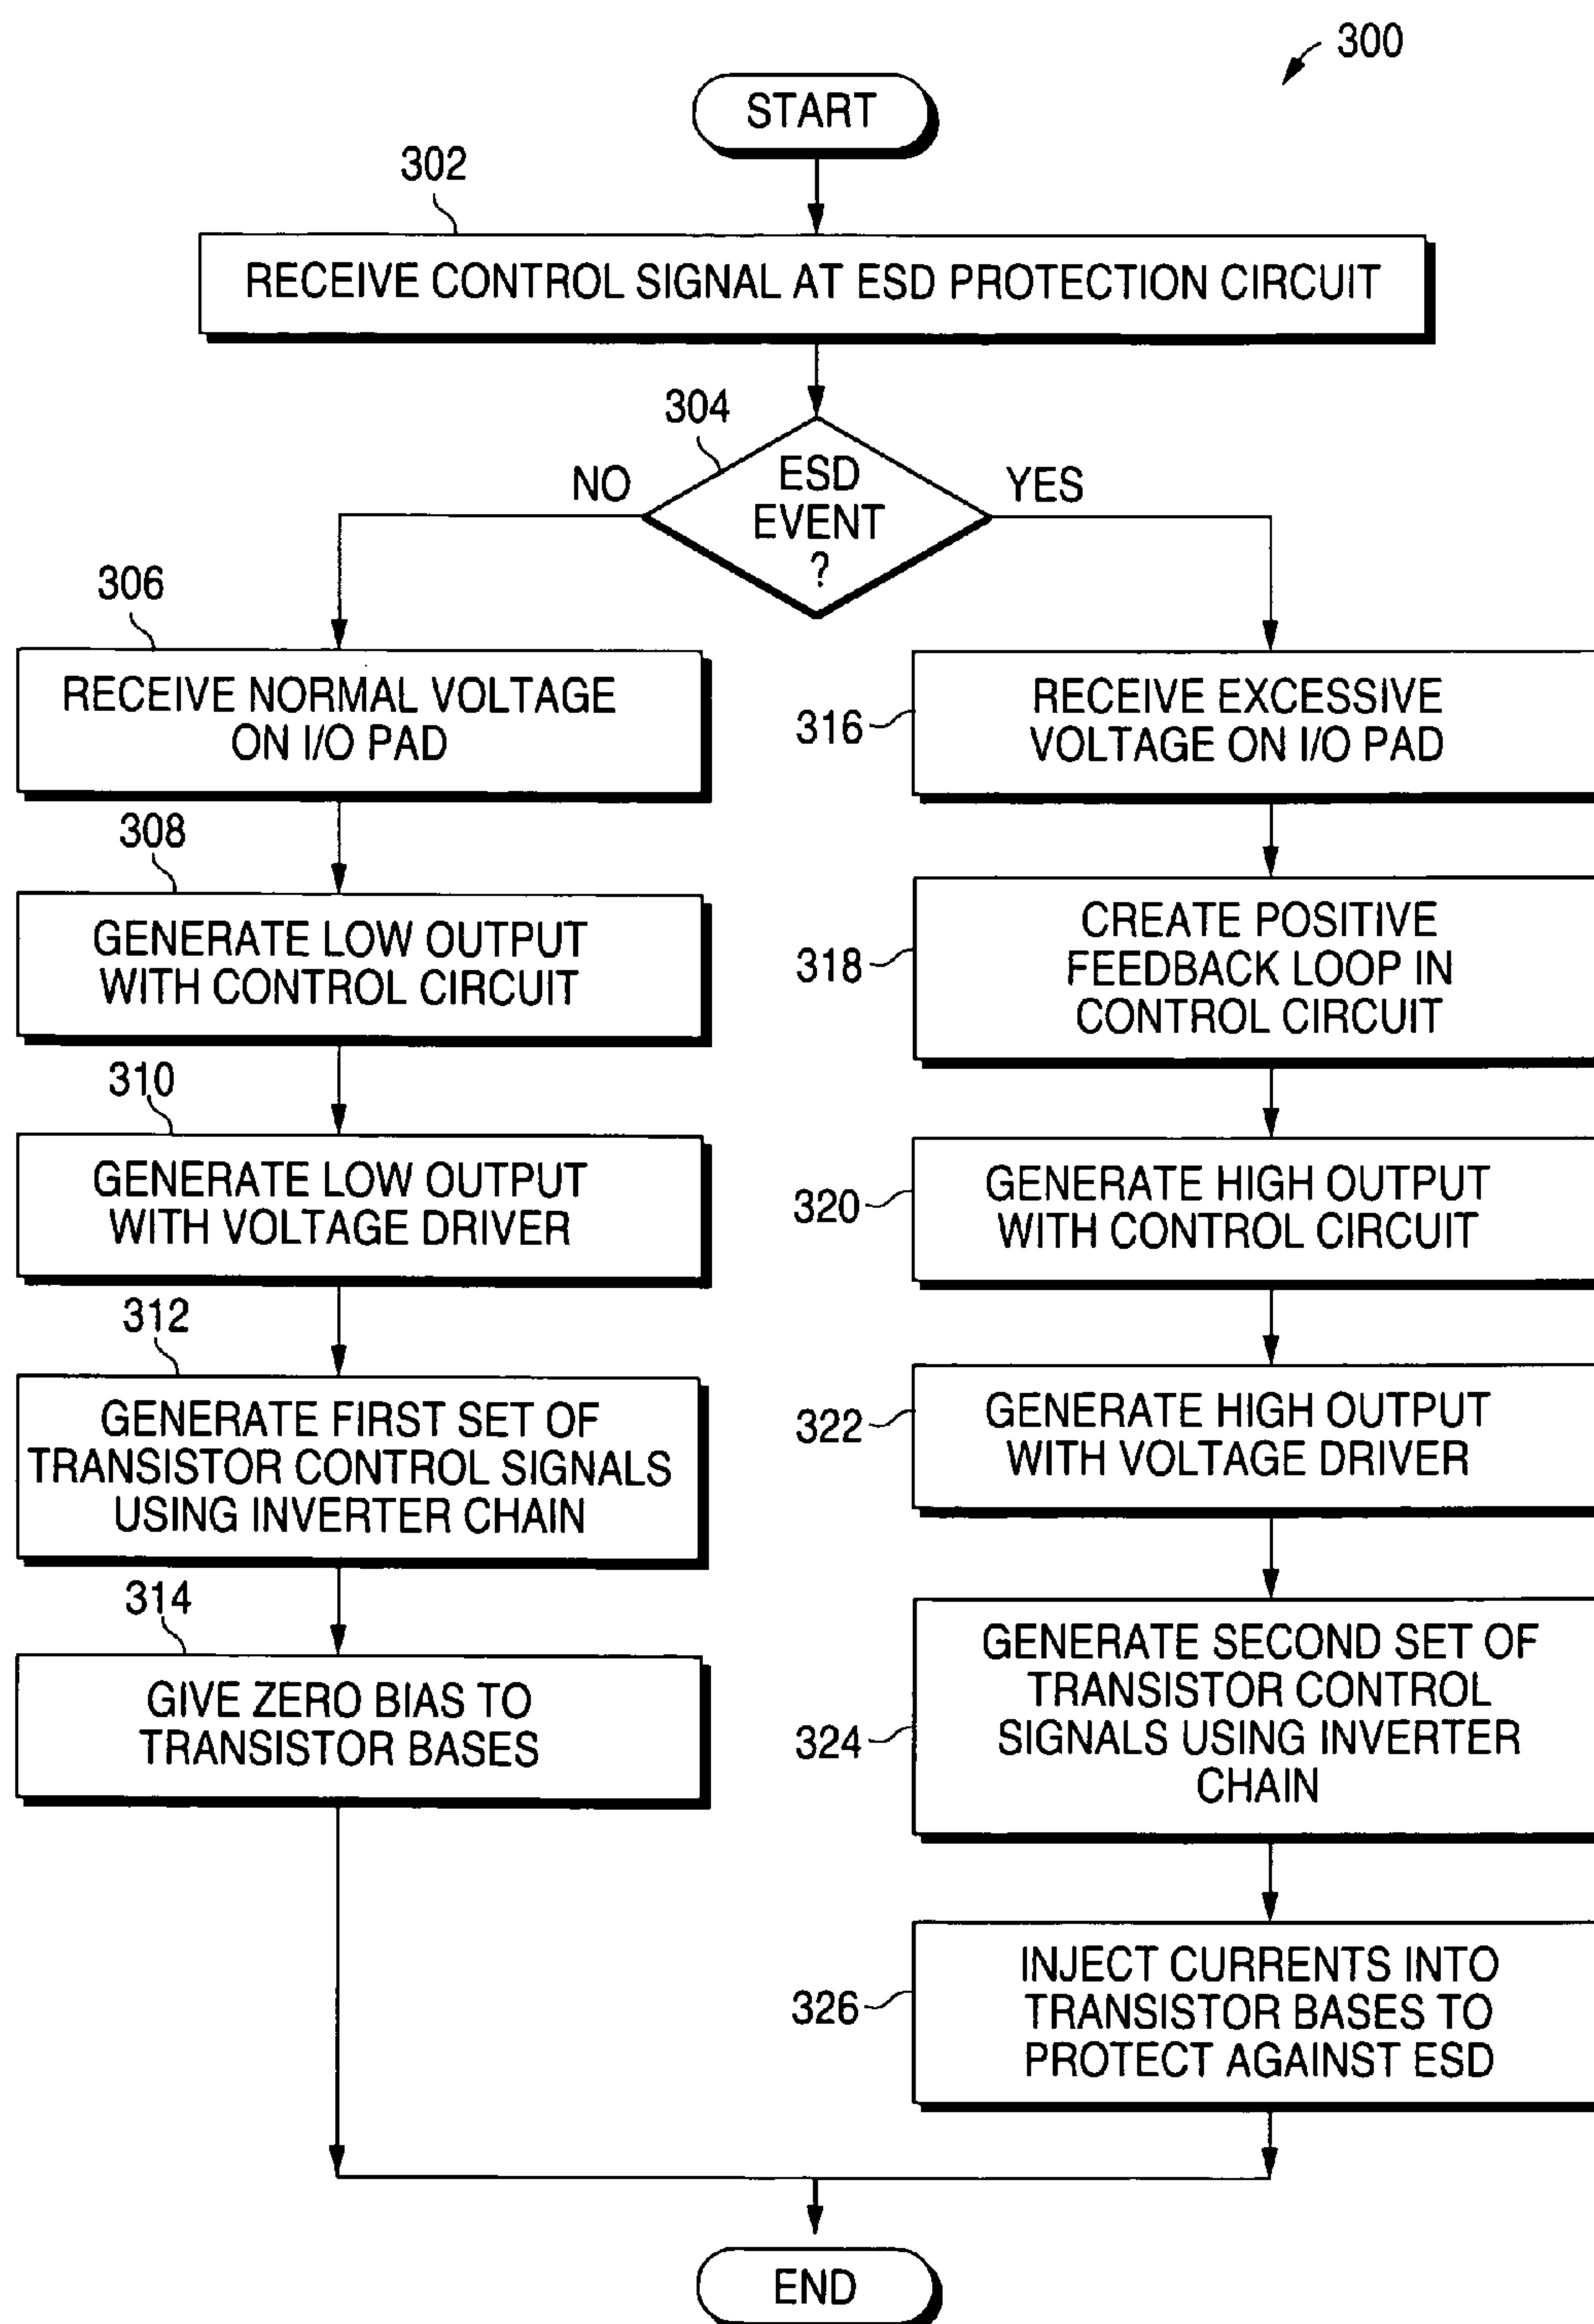 300
START
302
RECEIVE CONTROL SIGNAL AT ESD PROTECTION CIRCUIT
304
NO
ESD
EVENT
?
YES
306
RECEIVE NORMAL VOLTAGE
ON I/O PAD
308
GENERATE LOW OUTPUT
WITH CONTROL CIRCUIT
310
GENERATE LOW OUTPUT
WITH VOLTAGE DRIVER
312
GENERATE FIRST SET OF
TRANSISTOR CONTROL SIGNALS
USING INVERTER CHAIN
314
GIVE ZERO BIAS TO
TRANSISTOR BASES
316
RECEIVE EXCESSIVE
VOLTAGE ON I/O PAD
318
CREATE POSITIVE
FEEDBACK LOOP IN
CONTROL CIRCUIT
320
GENERATE HIGH OUTPUT
WITH CONTROL CIRCUIT
322
GENERATE HIGH OUTPUT
WITH VOLTAGE DRIVER
324
GENERATE SECOND SET OF
TRANSISTOR CONTROL
SIGNALS USING INVERTER
CHAIN
326
INJECT CURRENTS INTO
TRANSISTOR BASES TO
PROTECT AGAINST ESD
END